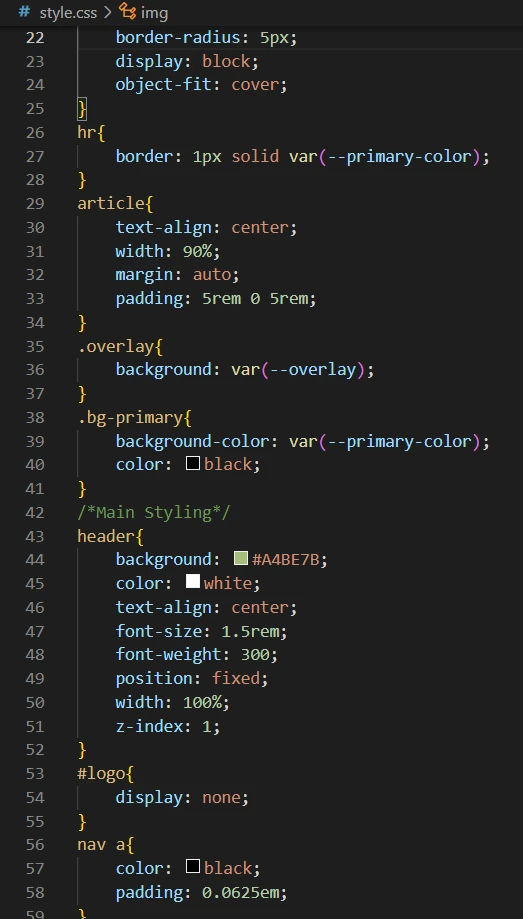 # style.css > img
22 border-radius: 5px;
23 display: block;
24 object-fit: cover;
25 }
26 hr{
27 border: 1px solid var(--primary-color);
28 }
29 article{
30 text-align: center;
31 width: 90%;
32 margin: auto;
33 padding: 5rem 0 5rem;
34 }
35 .overlay{
36 background: var(--overlay);
37 }
38 .bg-primary{
39 background-color: var(--primary-color);
40 color: black;
41 }
42 /*Main Styling*/
43 header{
44 background: #A4BE7B;
45 color: white;
46 text-align: center;
47 font-size: 1.5rem;
48 font-weight: 300;
49 position: fixed;
50 width: 100%;
51 z-index: 1;
52 }
53 #logo{
54 display: none;
55 }
56 nav a{
57 color: black;
58 padding: 0.0625em;
59 }